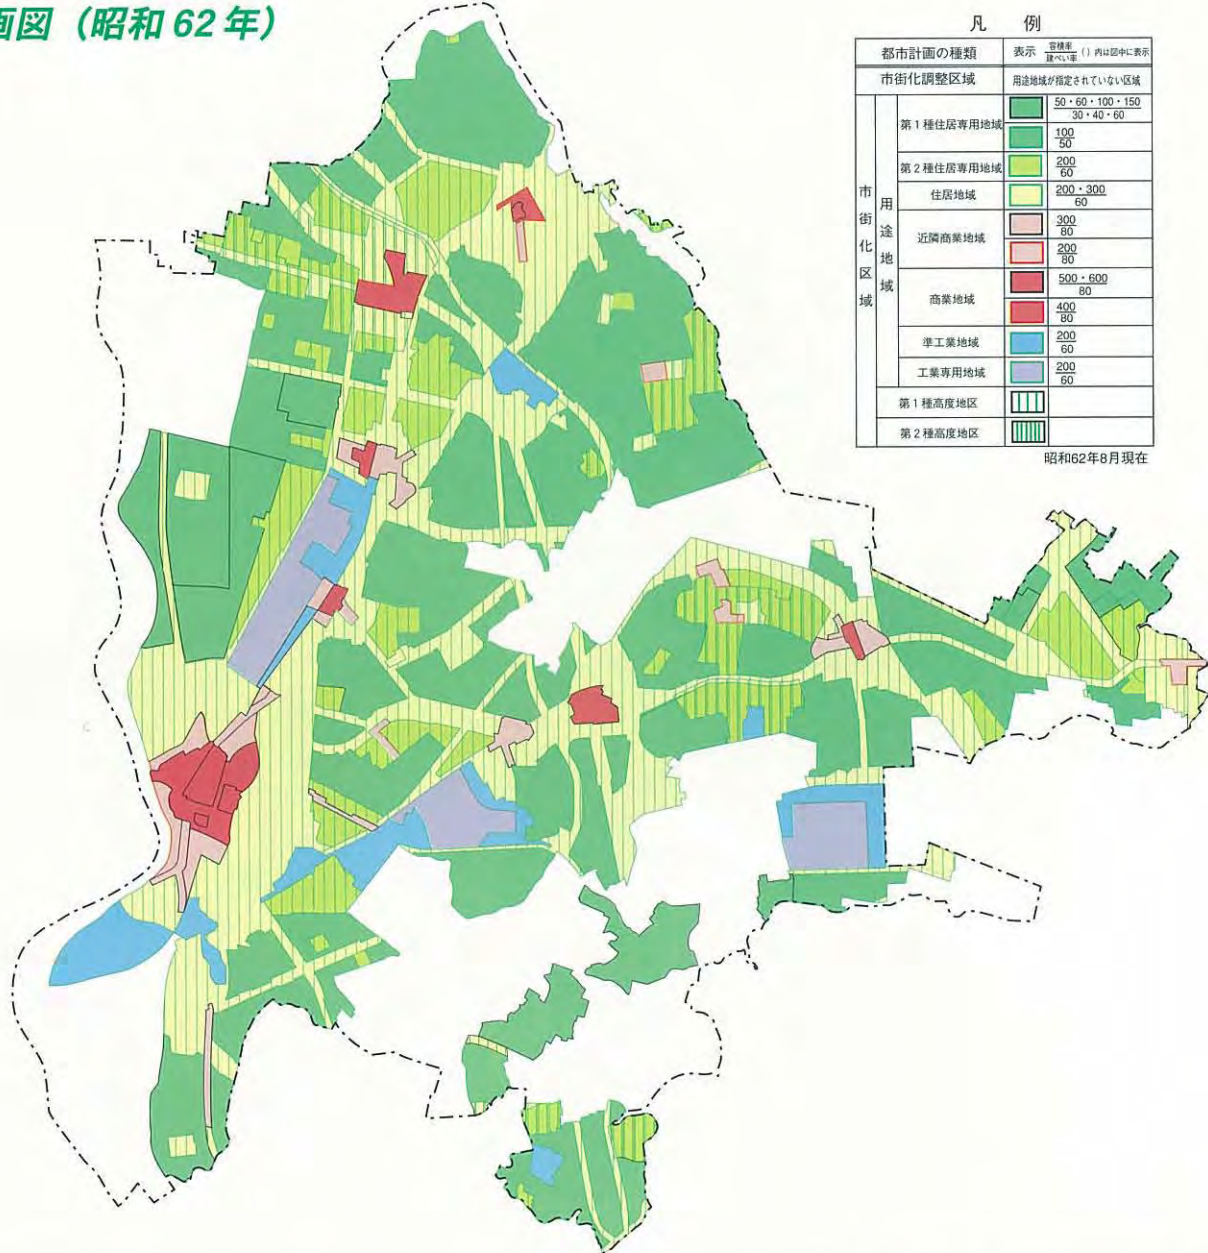 画図（昭和62年）
凡 例
都市計画の種類 表示 容積率 建ぺい率 （）内は図中に表示
市街化調整区域 用途地域が指定されていない区域
市街化区域
用途地域
第1種住居専用地域 50・60・100・150
30・40・60
100
50
第2種住居専用地域 200
60
住居地域 200・300
60
近隣商業地域 300
80
200
80
商業地域 500・600
80
400
80
準工業地域 200
60
工業専用地域 200
60
第1種高度地区
第2種高度地区
昭和62年8月現在